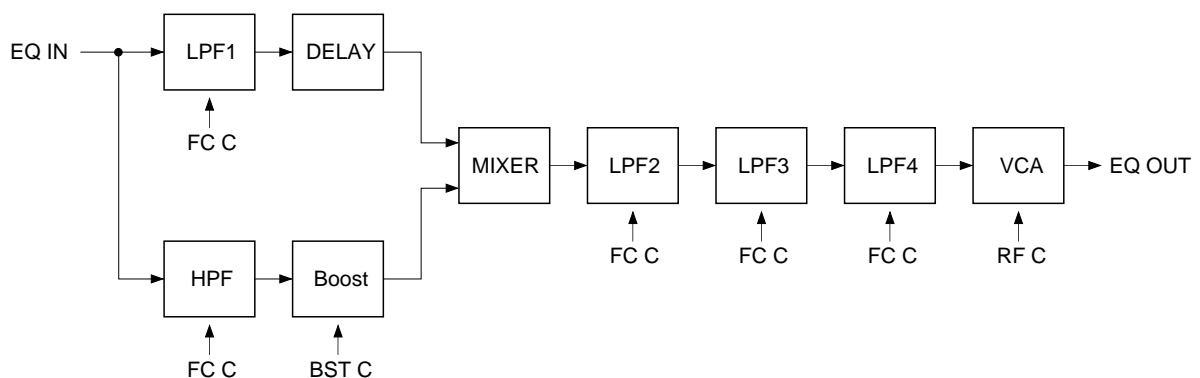 EQ IN
LPF1
DELAY
FC C
MIXER
LPF2
LPF3
LPF4
VCA
EQ OUT
FC C
FC C
FC C
RF C
HPF
Boost
FC C
BST C